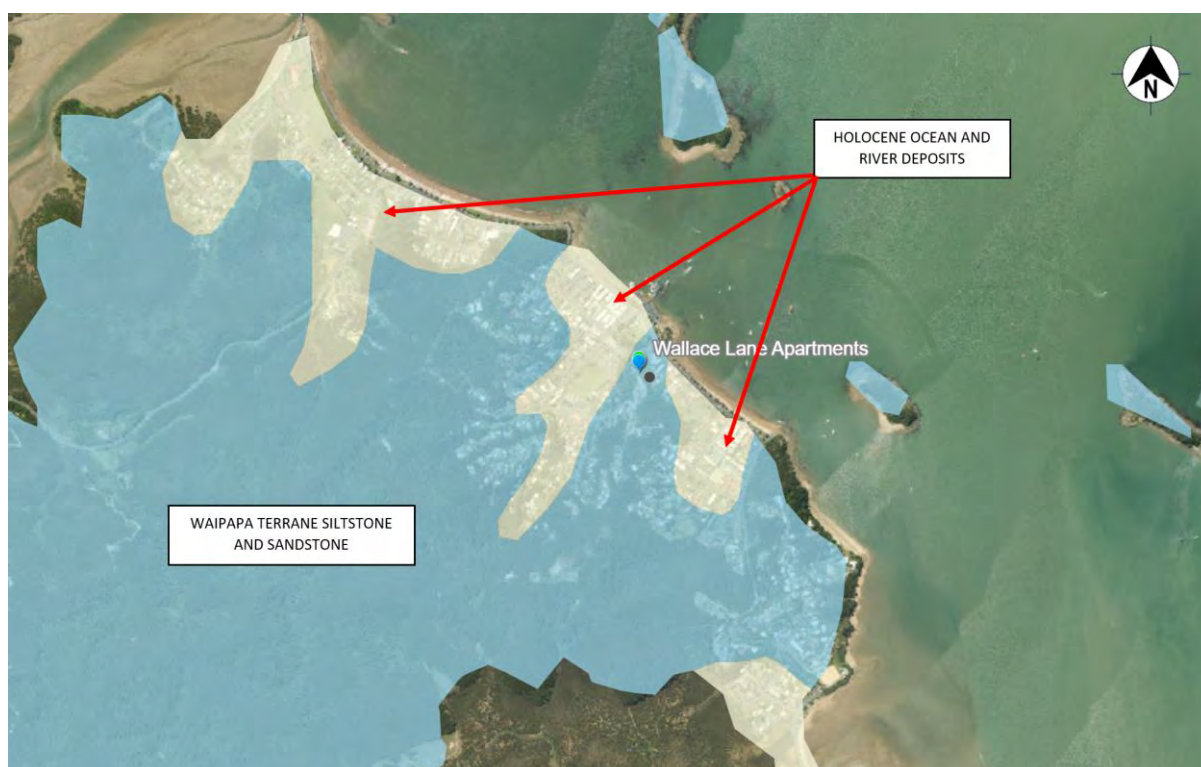 N
HOLOCENE OCEAN AND
RIVER DEPOSITS
Wallace Lane Apartments
WAIPAPA TERRANE SILTSTONE
AND SANDSTONE